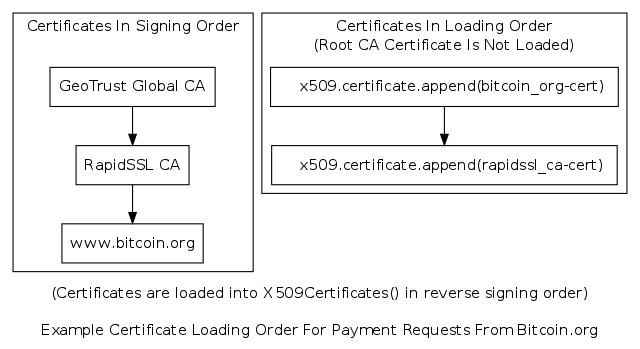 Certificates In Signing Order
GeoTrust Global CA
RapidSSL CA
www.bitcoin.org
Certificates In Loading Order
(Root CA Certificate Is Not Loaded)
x509.certificate.append(bitcoin_org-cert)
x509.certificate.append(rapidssl_ca-cert)
(Certificates are loaded into X509Certificates() in reverse signing order)
Example Certificate Loading Order For Payment Requests From Bitcoin.org